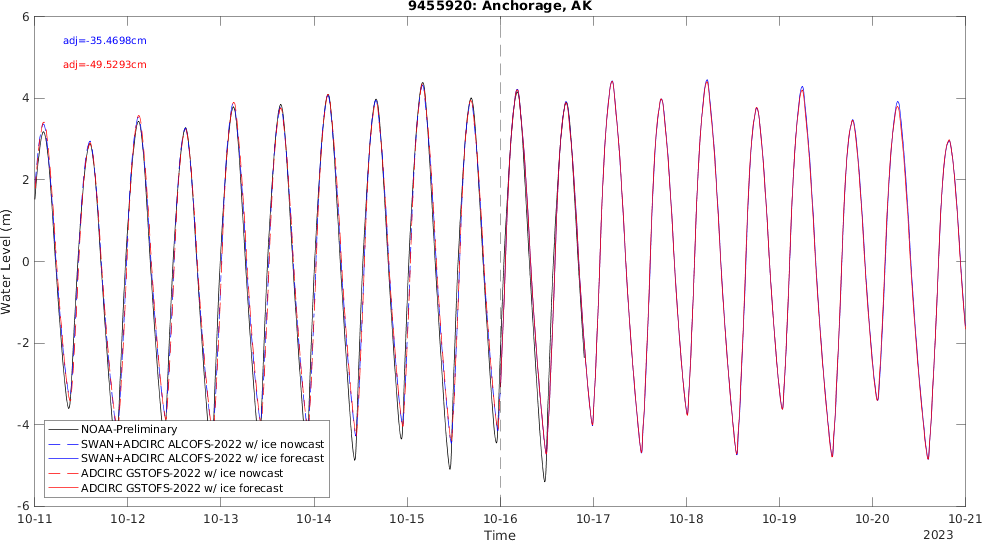 9455920: Anchorage, AK
adj=-35.4698cm
adj=-49.5293cm
Water Level (m)
6
4
2
0
-2
-4
-6
NOAA-Preliminary
SWAN+ADCIRC ALCOFS-2022 w/ ice nowcast
SWAN+ADCIRC ALCOFS-2022 w/ ice forecast
ADCIRC GSTOFS-2022 w/ ice nowcast
ADCIRC GSTOFS-2022 w/ ice forecast
10-11 10-12 10-13 10-14 10-15 10-16 10-17 10-18 10-19 10-20 10-21
Time
2023